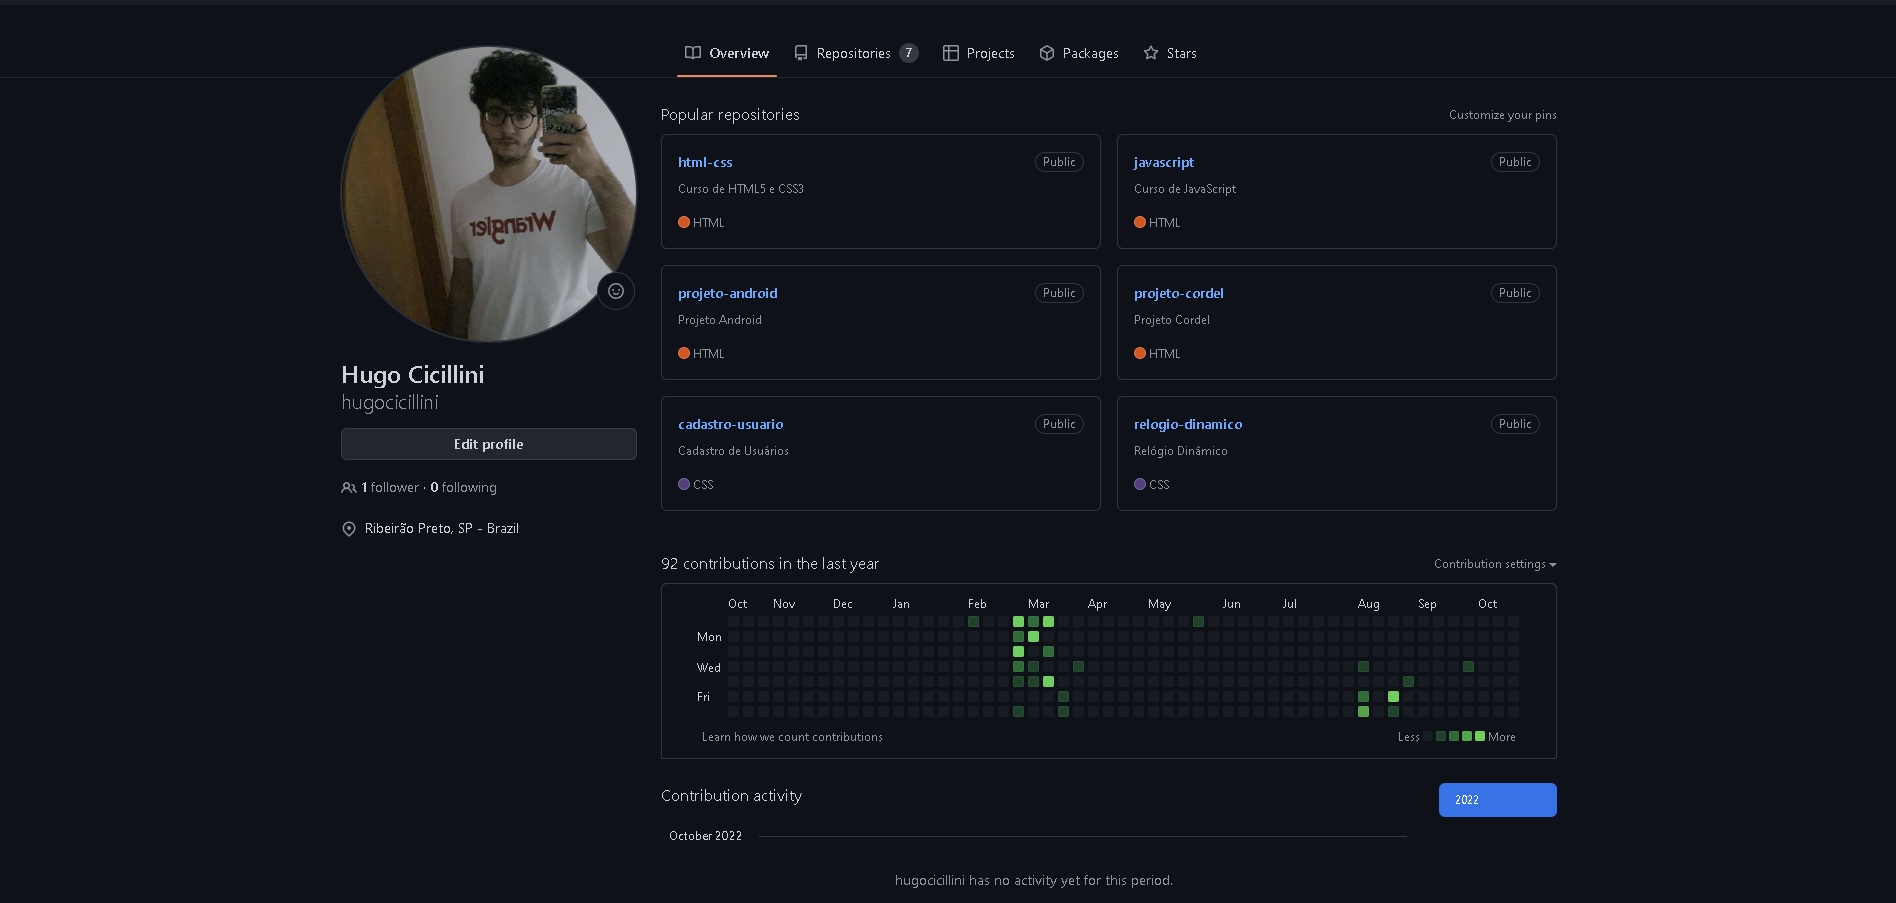 Overview Repositories 7 Projects Packages Stars
Wrangler
Hugo Cicillini
hugocicillini
Edit profile
1 follower · 0 following
Ribeirão Preto, SP - Brazil
Popular repositories Customize your pins
html-css Public
Curso de HTML5 e CSS3
HTML
javascript Public
Curso de JavaScript
HTML
projeto-android Public
Projeto Android
HTML
projeto-cordel Public
Projeto Cordel
HTML
cadastro-usuario Public
Cadastro de Usuários
CSS
relogio-dinamico Public
Relógio Dinâmico
CSS
92 contributions in the last year Contribution settings
Oct Nov Dec Jan Feb Mar Apr May Jun Jul Aug Sep Oct
Mon
Wed
Fri
Learn how we count contributions Less More
Contribution activity 2022
October 2022
hugocicillini has no activity yet for this period.